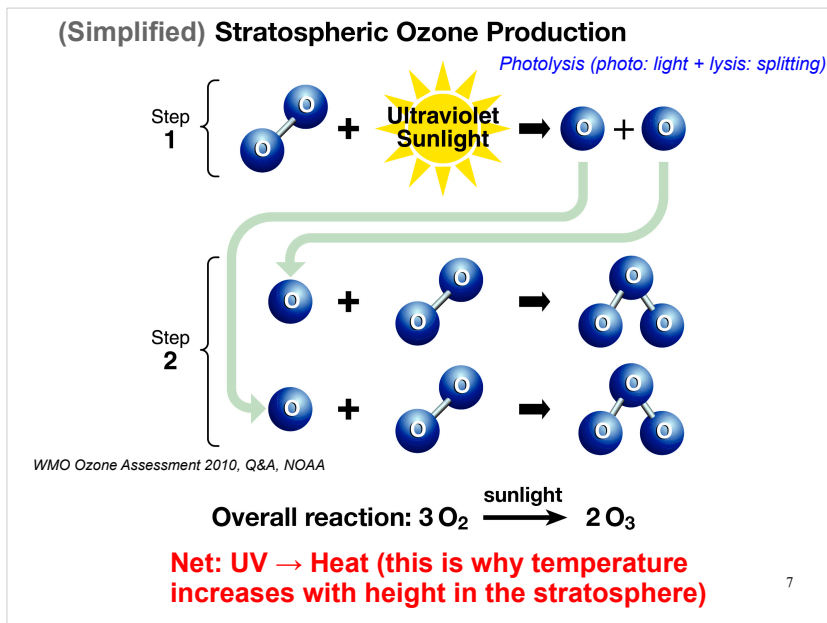 (Simplified) Stratospheric Ozone Production
Photolysis (photo: light + lysis: splitting)
Step
1
O
O
+
Ultraviolet
Sunlight
O
+
O
Step
2
O
+
O
O
O
O
O
O
+
O
O
O
O
O
WMO Ozone Assessment 2010, Q&A, NOAA
sunlight
Overall reaction: 3 O₂ → 2 O₃
Net: UV → Heat (this is why temperature
increases with height in the stratosphere)
7